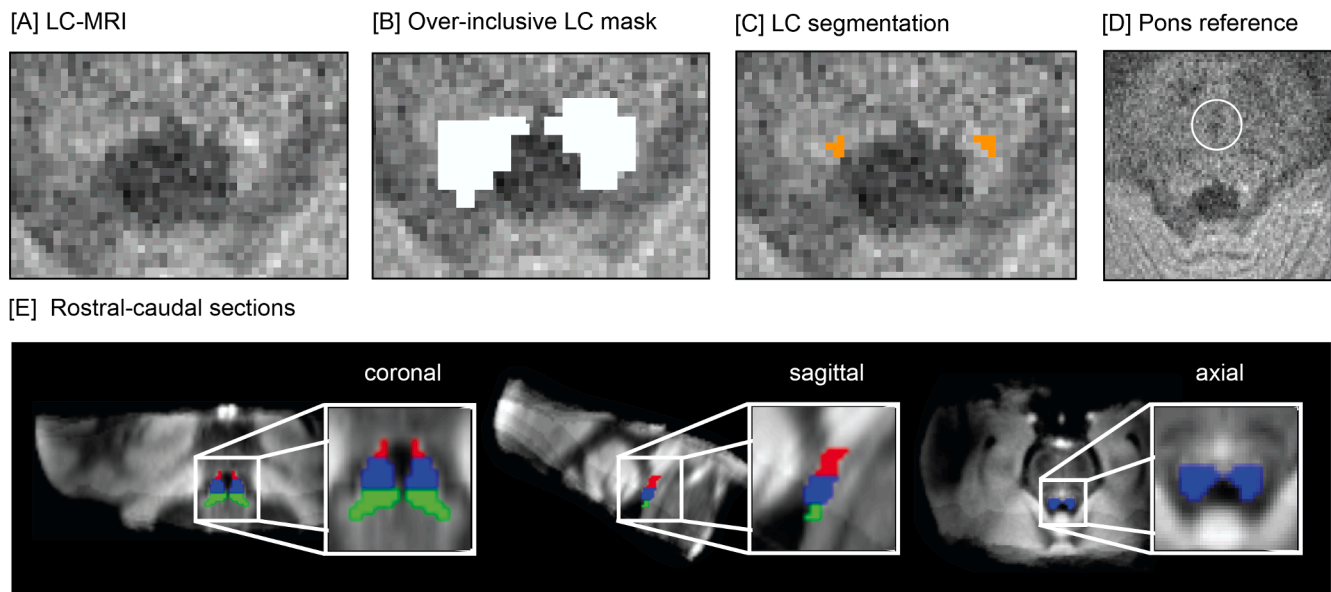 [A] LC-MRI
[B] Over-inclusive LC mask
[C] LC segmentation
[D] Pons reference
[E] Rostral-caudal sections
coronal
sagittal
axial